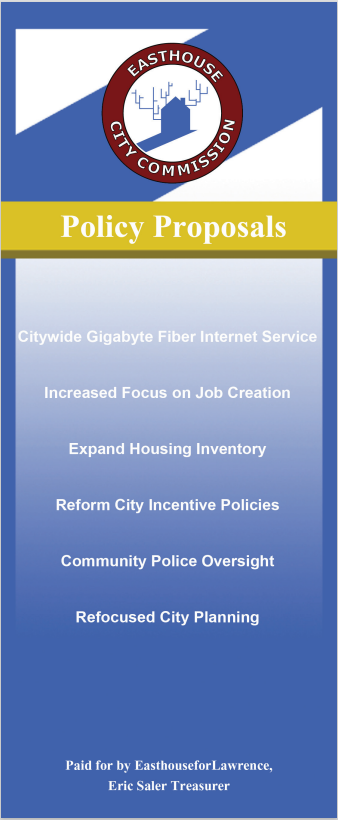 EASTHOUSE
CITY COMMISSION
Policy Proposals
Citywide Gigabyte Fiber Internet Service
Increased Focus on Job Creation
Expand Housing Inventory
Reform City Incentive Policies
Community Police Oversight
Refocused City Planning
Paid for by EasthouseforLawrence,
Eric Saler Treasurer